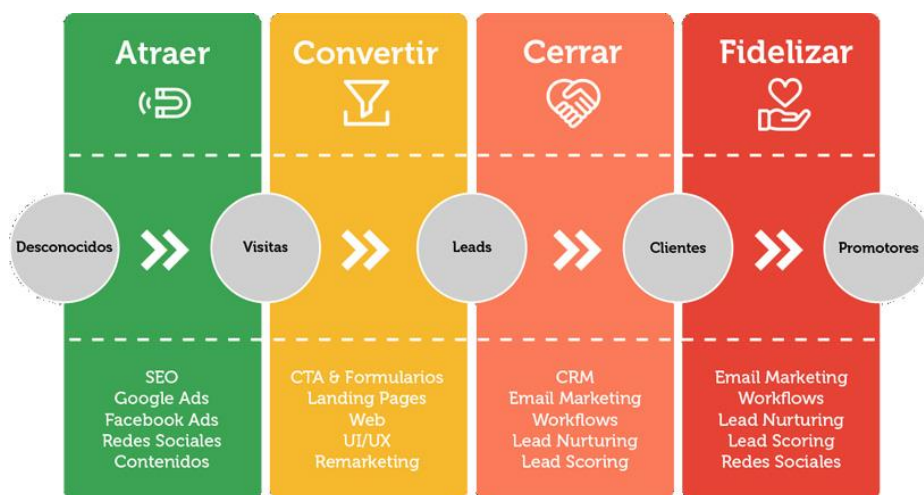 Atraer
Convertir
Cerrar
Fidelizar
Desconocidos
Visitas
Leads
Clientes
Promotores
SEO
Google Ads
Facebook Ads
Redes Sociales
Contenidos
CTA & Formularios
Landing Pages
Web
UI/UX
Remarketing
CRM
Email Marketing
Workflows
Lead Nurturing
Lead Scoring
Email Marketing
Workflows
Lead Nurturing
Lead Scoring
Redes Sociales